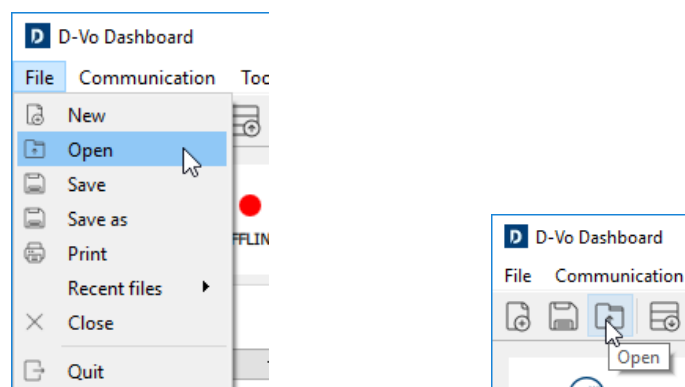 D D-Vo Dashboard
File Communication
New
Open
Save
Save as
Print
Recent files
Close
Quit
D D-Vo Dashboard
File Communication
Open